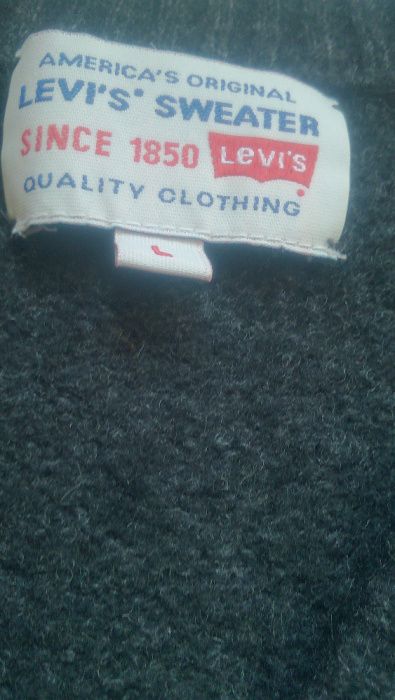 AMERICA'S ORIGINAL
LEVI'S® SWEATER
SINCE 1850 Levi's
QUALITY CLOTHING
L